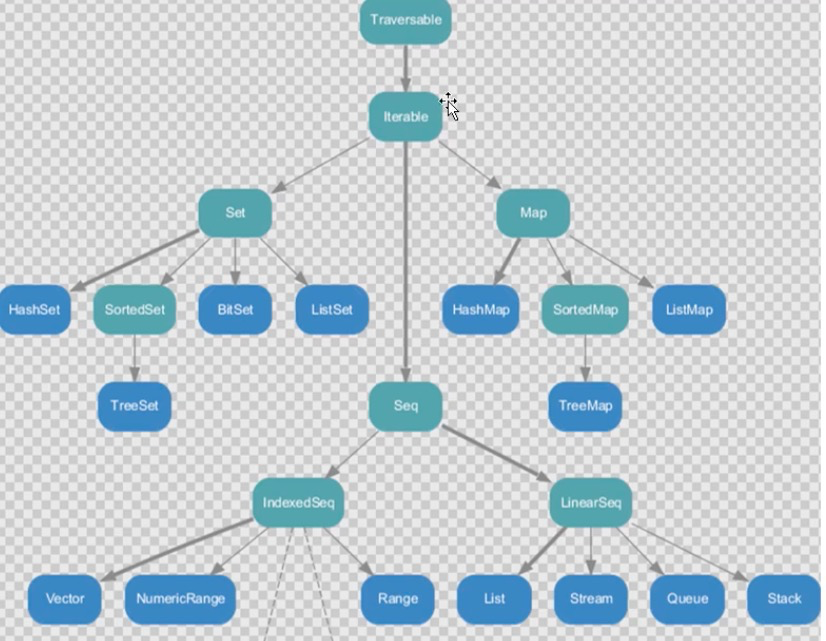 Traversable
Iterable
Set
Map
HashSet
SortedSet
BitSet
ListSet
HashMap
SortedMap
ListMap
TreeSet
Seq
TreeMap
IndexedSeq
LinearSeq
Vector
NumericRange
Range
List
Stream
Queue
Stack